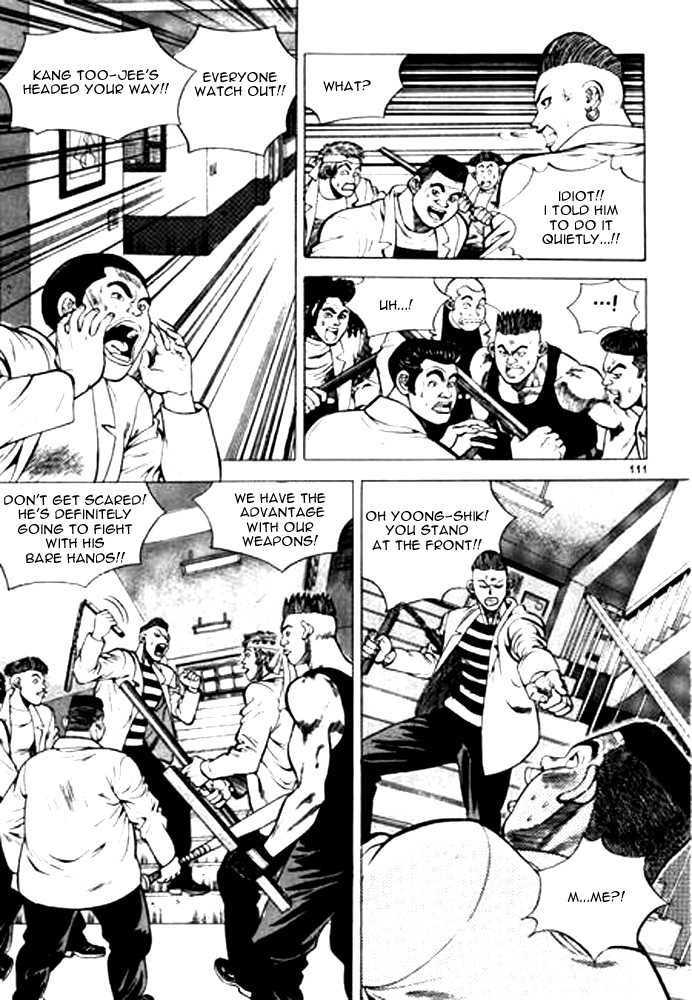 KANG TOO-JEE'S
HEADED YOUR WAY!!
EVERYONE
WATCH OUT!!
WHAT?
IDIOT!!
I TOLD HIM
TO DO IT
QUIETLY...!!
UH...!
...!
111
DON'T GET SCARED!
HE'S DEFINITELY
GOING TO FIGHT
WITH HIS
BARE HANDS!!
WE HAVE THE
ADVANTAGE
WITH OUR
WEAPONS!
OH YOONG-SHIK!
YOU STAND
AT THE FRONT!!
M...ME?!